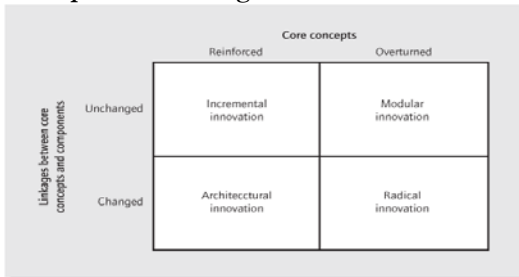 Core concepts
Reinforced Overturned
Linkages between core
concepts and components
Unchanged
Incremental
innovation
Modular
innovation
Changed
Architecctural
innovation
Radical
innovation